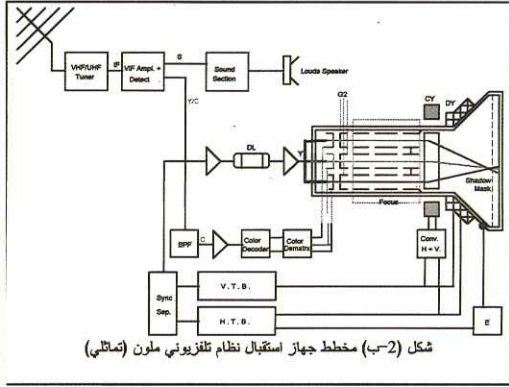 VHF/UHF
Tuner
IF
VIF Ampl. +
Detect
S
Sound
Section
Louda Speaker
Y/C
DL
Y
G2
CY
DY
Shadow
Mask
Focus
BPF
C
Color
Decoder
Color
Dematrx
Conv.
H + V.
Sync
Sep.
V.T.B.
H.T.B.
شكل (2-ب) مخطط جهاز استقبال نظام تلفزيوني ملون (تماثلي)